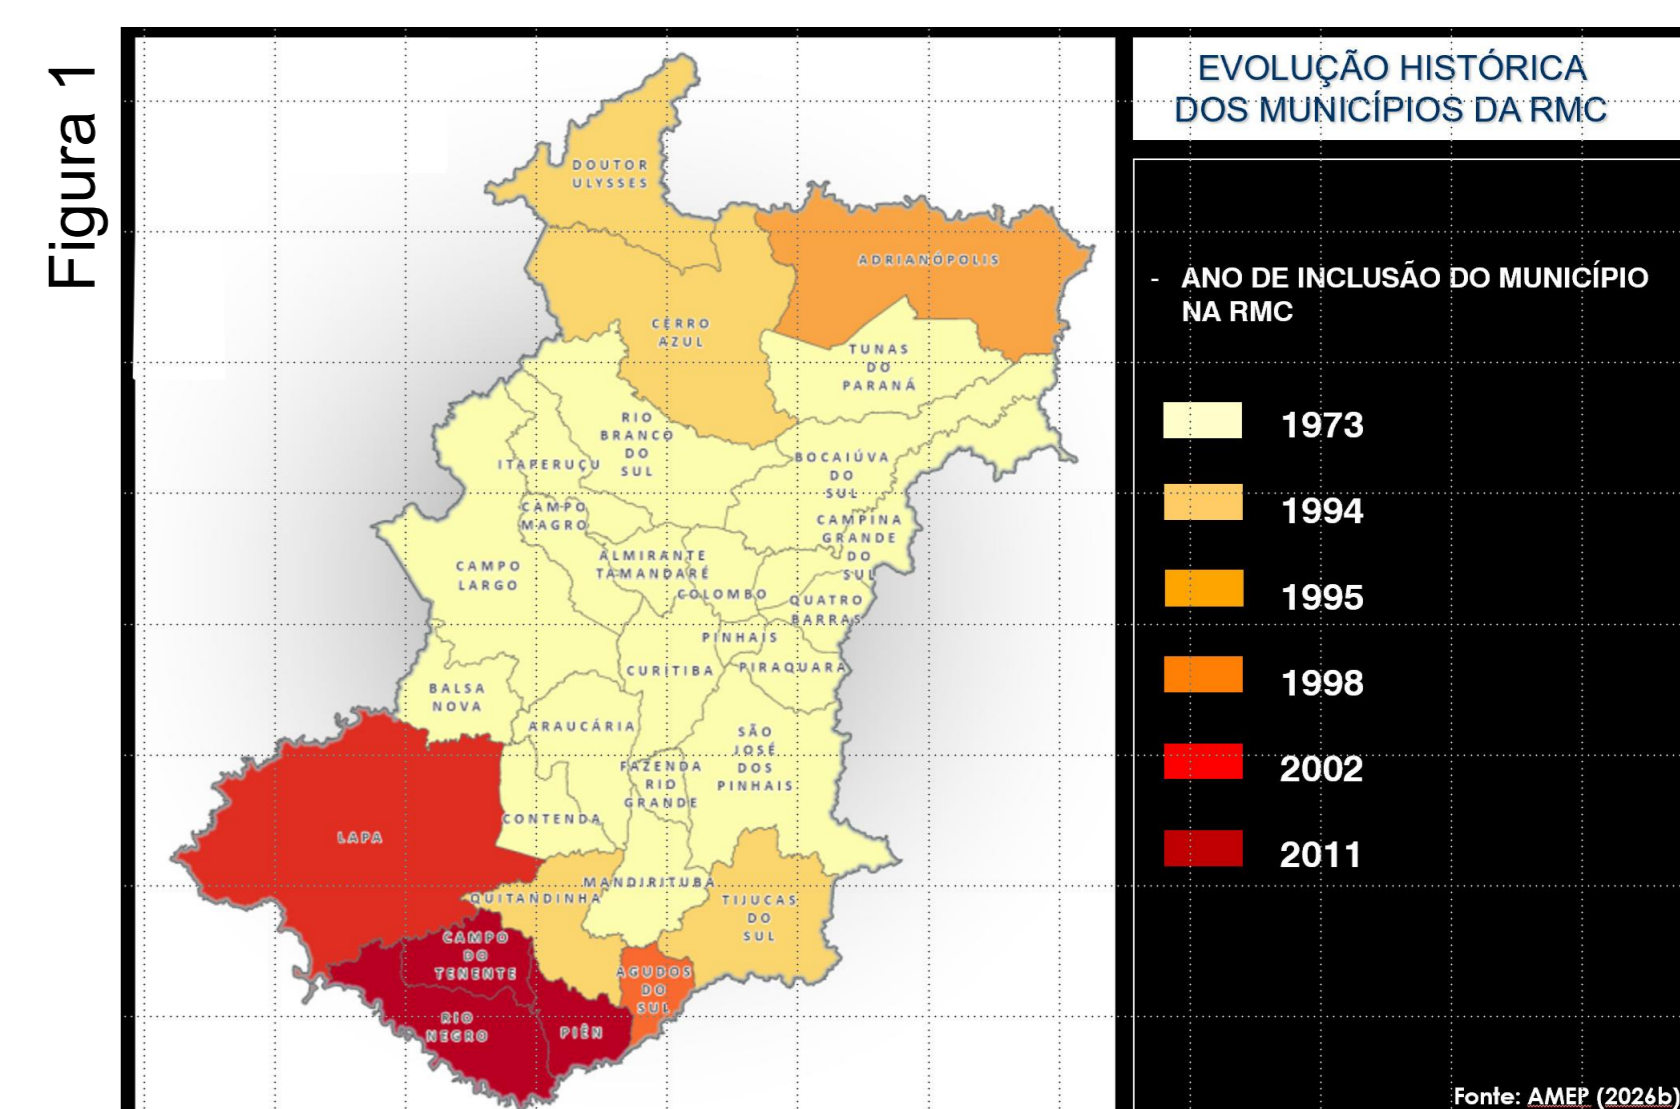 Figura 1
EVOLUÇÃO HISTÓRICA
DOS MUNICÍPIOS DA RMC
- ANO DE INCLUSÃO DO MUNICÍPIO
NA RMC
1973
1994
1995
1998
2002
2011
Fonte: AMEP (2026b)
DOUTOR
ULYSSES
ADRIANÓPOLIS
CERRO
AZUL
TUNAS
DO
PARANÁ
RIO
BRANCO
DO
SUL
ITAPERUÇU
BOCAIÚVA
DO
SUL
CAMPO
MAGRO
CAMPINA
GRANDE
DO
SUL
ALMIRANTE
TAMANDARÉ
CAMPO
LARGO
COLOMBO
QUATRO
BARRAS
PINHAIS
CURITIBA
PIRAQUARA
BALSA
NOVA
ARAUCÁRIA
SÃO
JOSÉ
DOS
PINHAIS
FAZENDA
RIO
GRANDE
CONTENDA
LAPA
MANDIRITUBA
QUITANDINHA
TIJUCAS
DO
SUL
CAMPO
DO
TENENTE
AGUDOS
DO
SUL
RIO
NEGRO
PIÊN